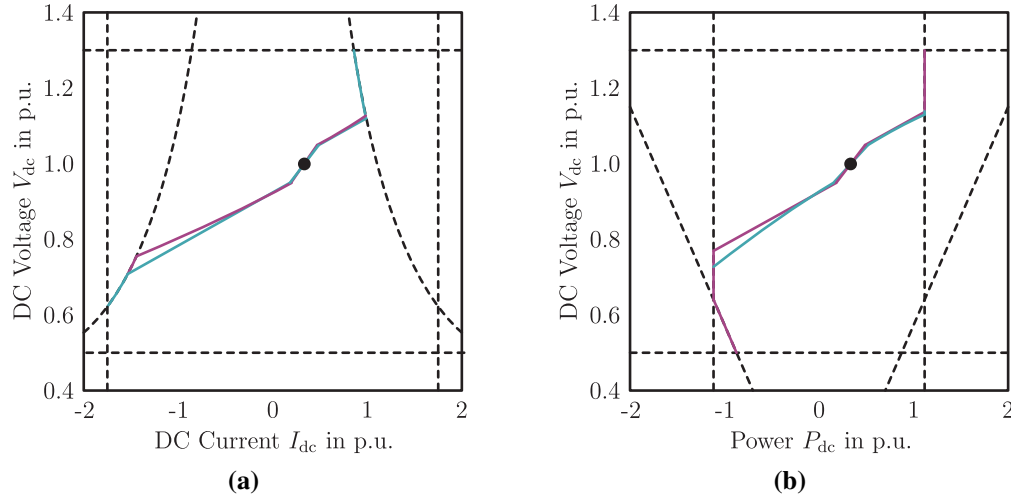 1.4
1.2
1.0
0.8
0.6
0.4
DC Voltage V_dc in p.u.
-2 -1 0 1 2
DC Current I_dc in p.u.
(a)
1.4
1.2
1.0
0.8
0.6
0.4
DC Voltage V_dc in p.u.
-2 -1 0 1 2
Power P_dc in p.u.
(b)